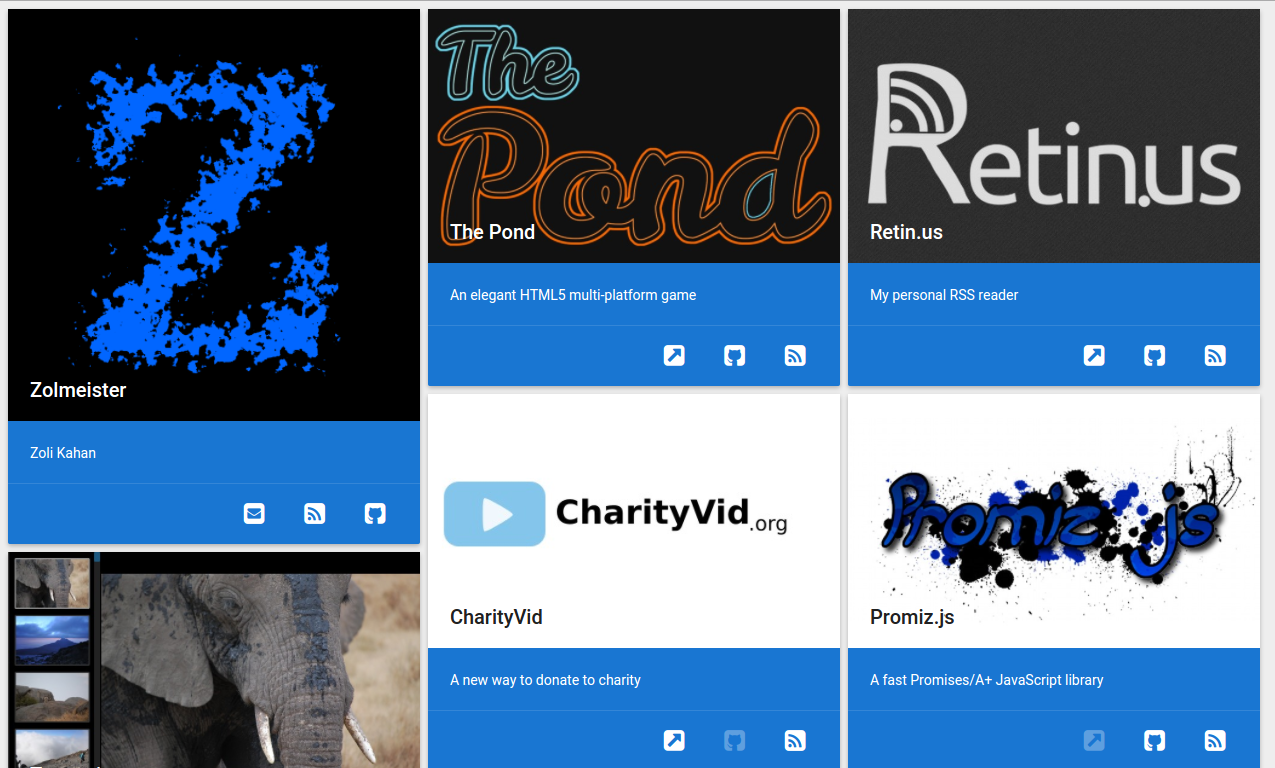 Z
Zolmeister
Zoli Kahan
The
Pond
The Pond
An elegant HTML5 multi-platform game
Retin.us
Retin.us
My personal RSS reader
CharityVid.org
CharityVid
A new way to donate to charity
Promiz.js
Promiz.js
A fast Promises/A+ JavaScript library